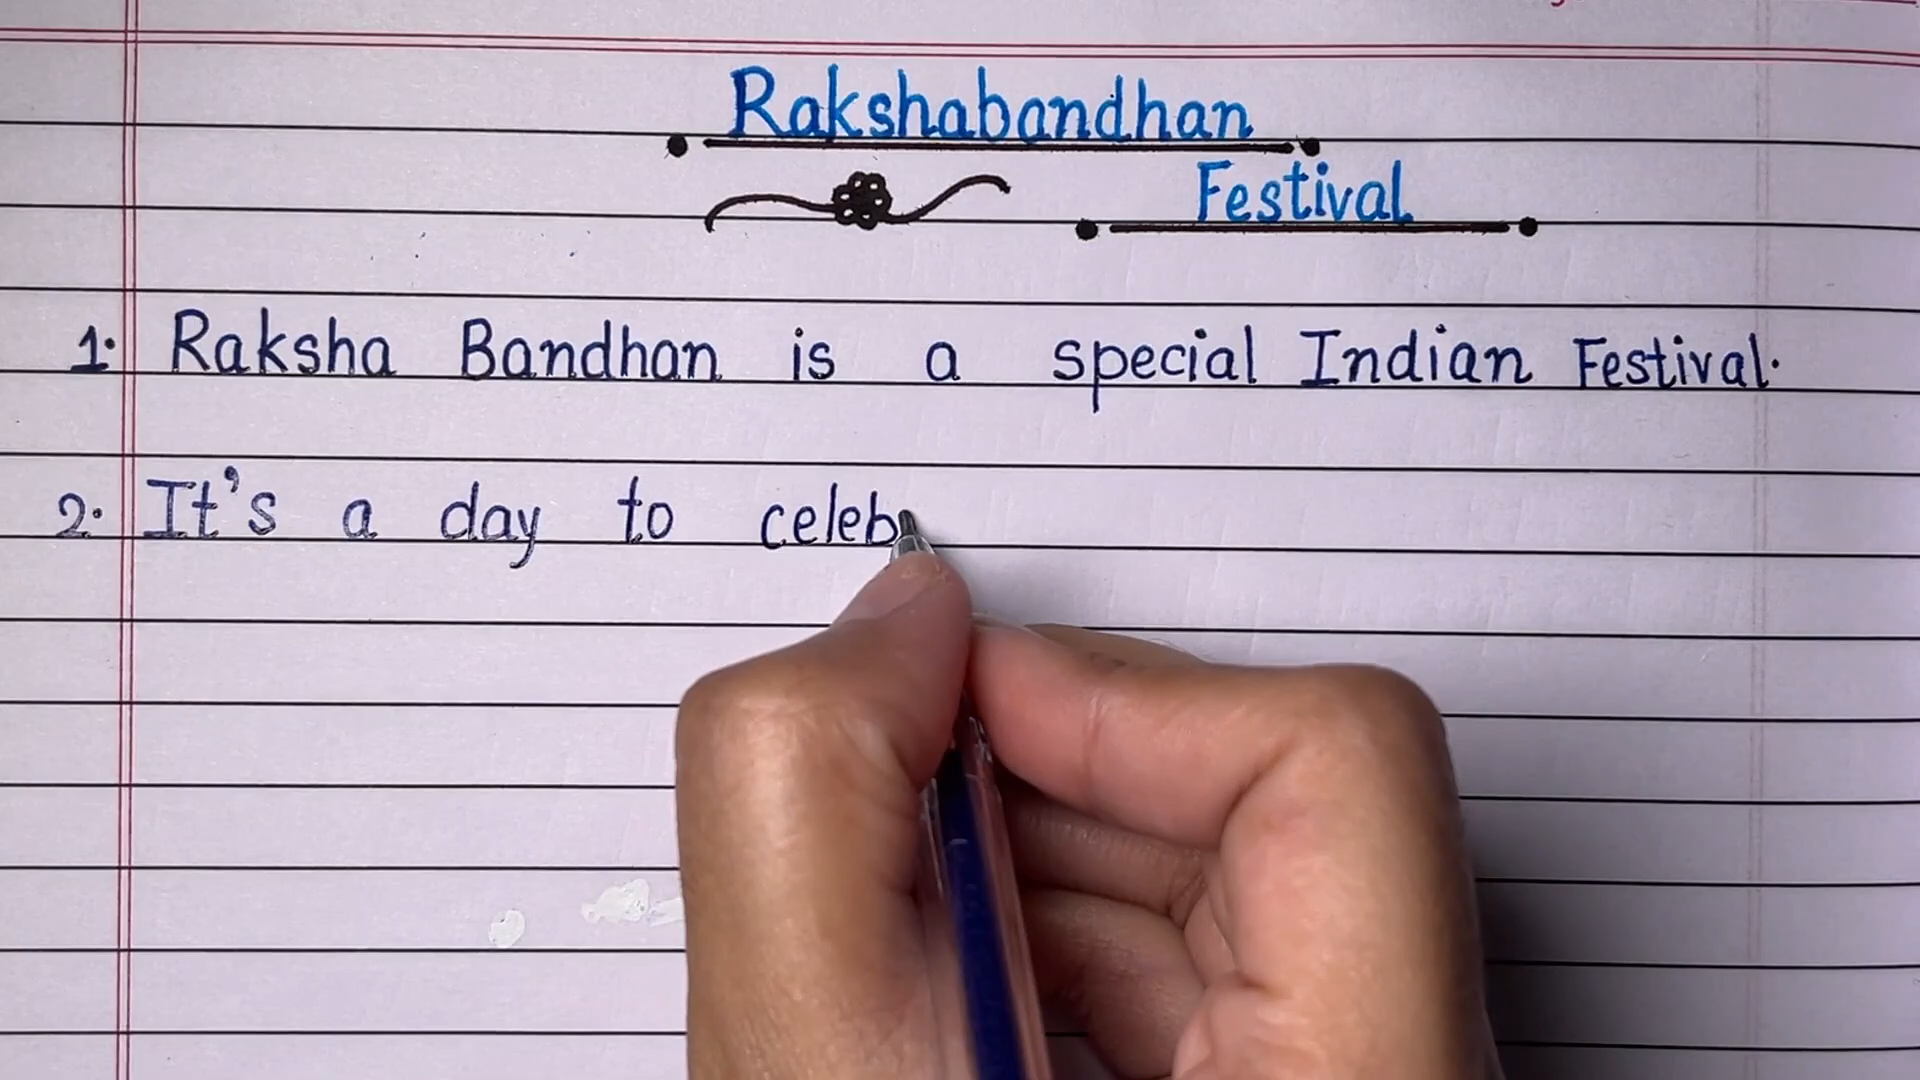 Rakshabandhan
Festival
1. Raksha Bandhan is a special Indian Festival.
2. It's a day to celeb